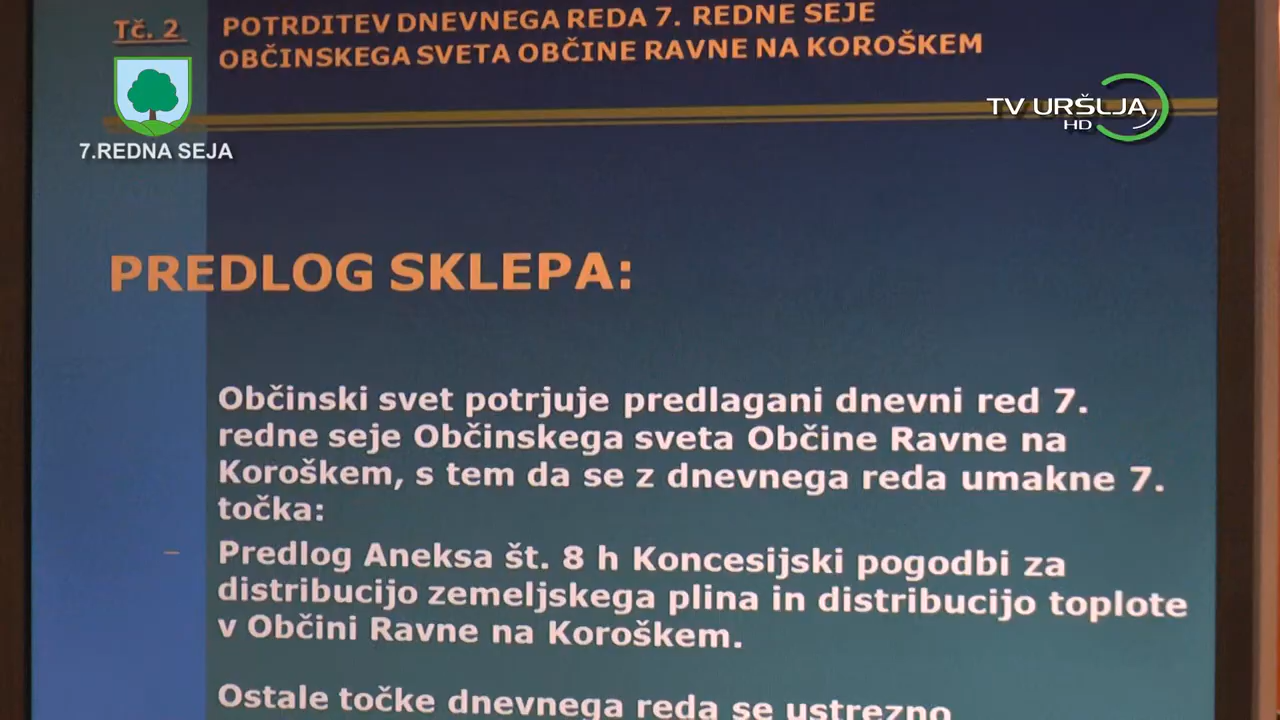 Tč. 2
POTRDITEV DNEVNEGA REDA 7. REDNE SEJE
OBČINSKEGA SVETA OBČINE RAVNE NA KOROŠKEM
TV URŠLJA
HD
7.REDNA SEJA
PREDLOG SKLEPA:
Občinski svet potrjuje predlagani dnevni red 7.
redne seje Občinskega sveta Občine Ravne na
Koroškem, s tem da se z dnevnega reda umakne 7.
točka:
– Predlog Aneksa št. 8 h Koncesijski pogodbi za
distribucijo zemeljskega plina in distribucijo toplote
v Občini Ravne na Koroškem.
Ostale točke dnevnega reda se ustrezno